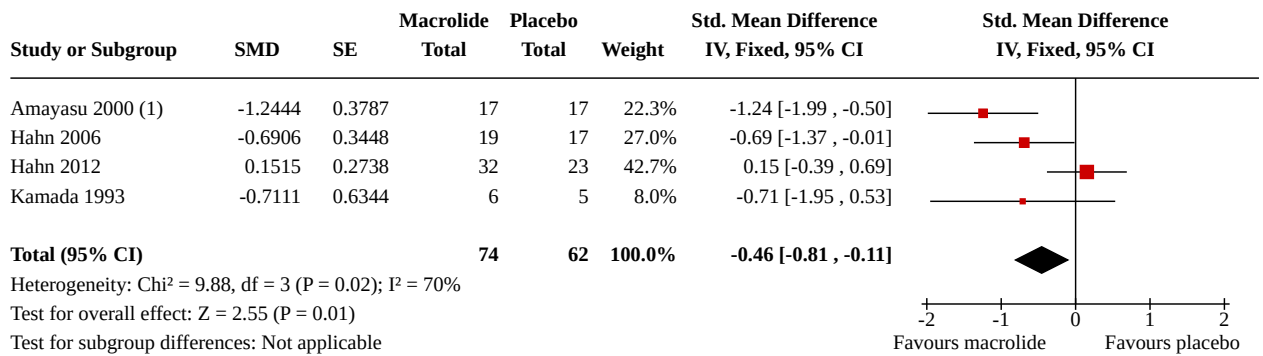 Macrolide Placebo Std. Mean Difference Std. Mean Difference
Study or Subgroup SMD SE Total Total Weight IV, Fixed, 95% CI IV, Fixed, 95% CI
Amayasu 2000 (1) -1.2444 0.3787 17 17 22.3% -1.24 [-1.99 , -0.50]
Hahn 2006 -0.6906 0.3448 19 17 27.0% -0.69 [-1.37 , -0.01]
Hahn 2012 0.1515 0.2738 32 23 42.7% 0.15 [-0.39 , 0.69]
Kamada 1993 -0.7111 0.6344 6 5 8.0% -0.71 [-1.95 , 0.53]
Total (95% CI) 74 62 100.0% -0.46 [-0.81 , -0.11]
Heterogeneity: Chi² = 9.88, df = 3 (P = 0.02); I² = 70%
Test for overall effect: Z = 2.55 (P = 0.01)
-2 -1 0 1 2
Test for subgroup differences: Not applicable Favours macrolide Favours placebo